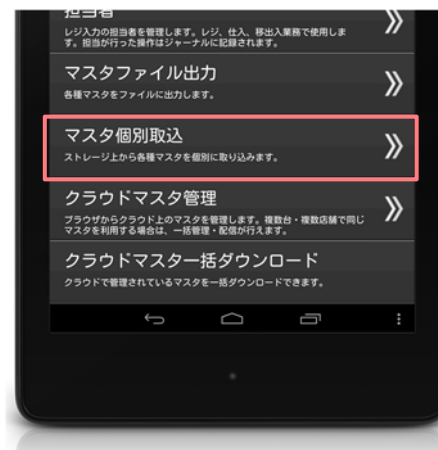 担当者
レジ入力の担当者を管理します。レジ、仕入、移出入業務で使用しま
す。担当が行った操作はジャーナルに記録されます。
マスタファイル出力
各種マスタをファイルに出力します。
マスタ個別取込
ストレージ上から各種マスタを個別に取り込みます。
クラウドマスタ管理
ブラウザからクラウド上のマスタを管理します。複数台・複数店舗で同じ
マスタを利用する場合は、一括管理・配信が行えます。
クラウドマスタ一括ダウンロード
クラウドで管理されているマスタを一括ダウンロードできます。